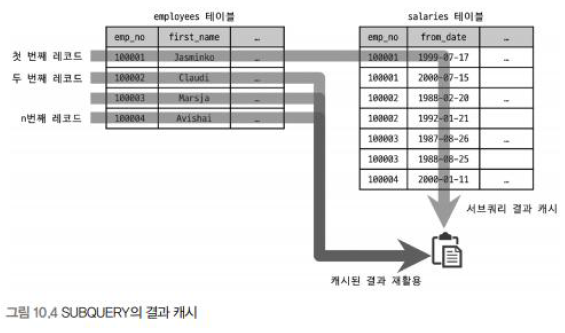 employees 테이블
salaries 테이블
emp_no first_name …
emp_no from_date …
첫 번째 레코드 100001 Jasminko …
100001 1999-07-17 …
두 번째 레코드 100002 Claudi …
100001 2000-07-15
100003 Marsja …
100002 1988-02-20 …
n번째 레코드 100004 Avishai …
100002 1992-01-21
100003 1987-08-26 …
100003 1988-08-25
100004 2000-01-11 …
서브쿼리 결과 캐시
캐시된 결과 재활용
그림 10.4 SUBQUERY의 결과 캐시